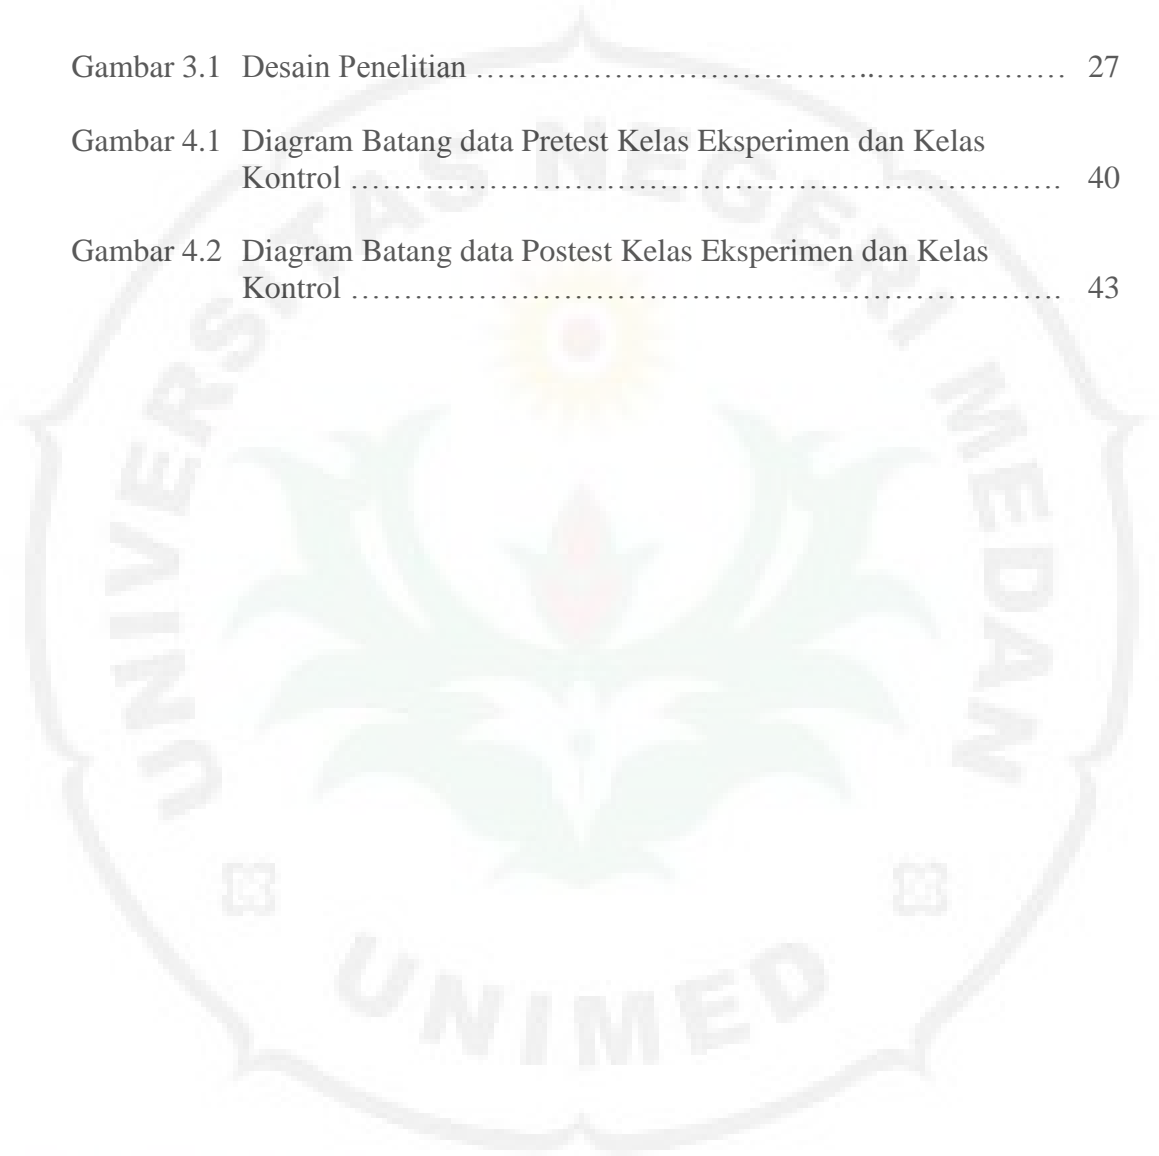 Gambar 3.1 Desain Penelitian …………………………………..……………… 27
Gambar 4.1 Diagram Batang data Pretest Kelas Eksperimen dan Kelas
Kontrol …………………………………………………………. 40
Gambar 4.2 Diagram Batang data Postest Kelas Eksperimen dan Kelas
Kontrol …………………………………………………………. 43
UNIVERSITAS NEGERI MEDAN
UNIMED